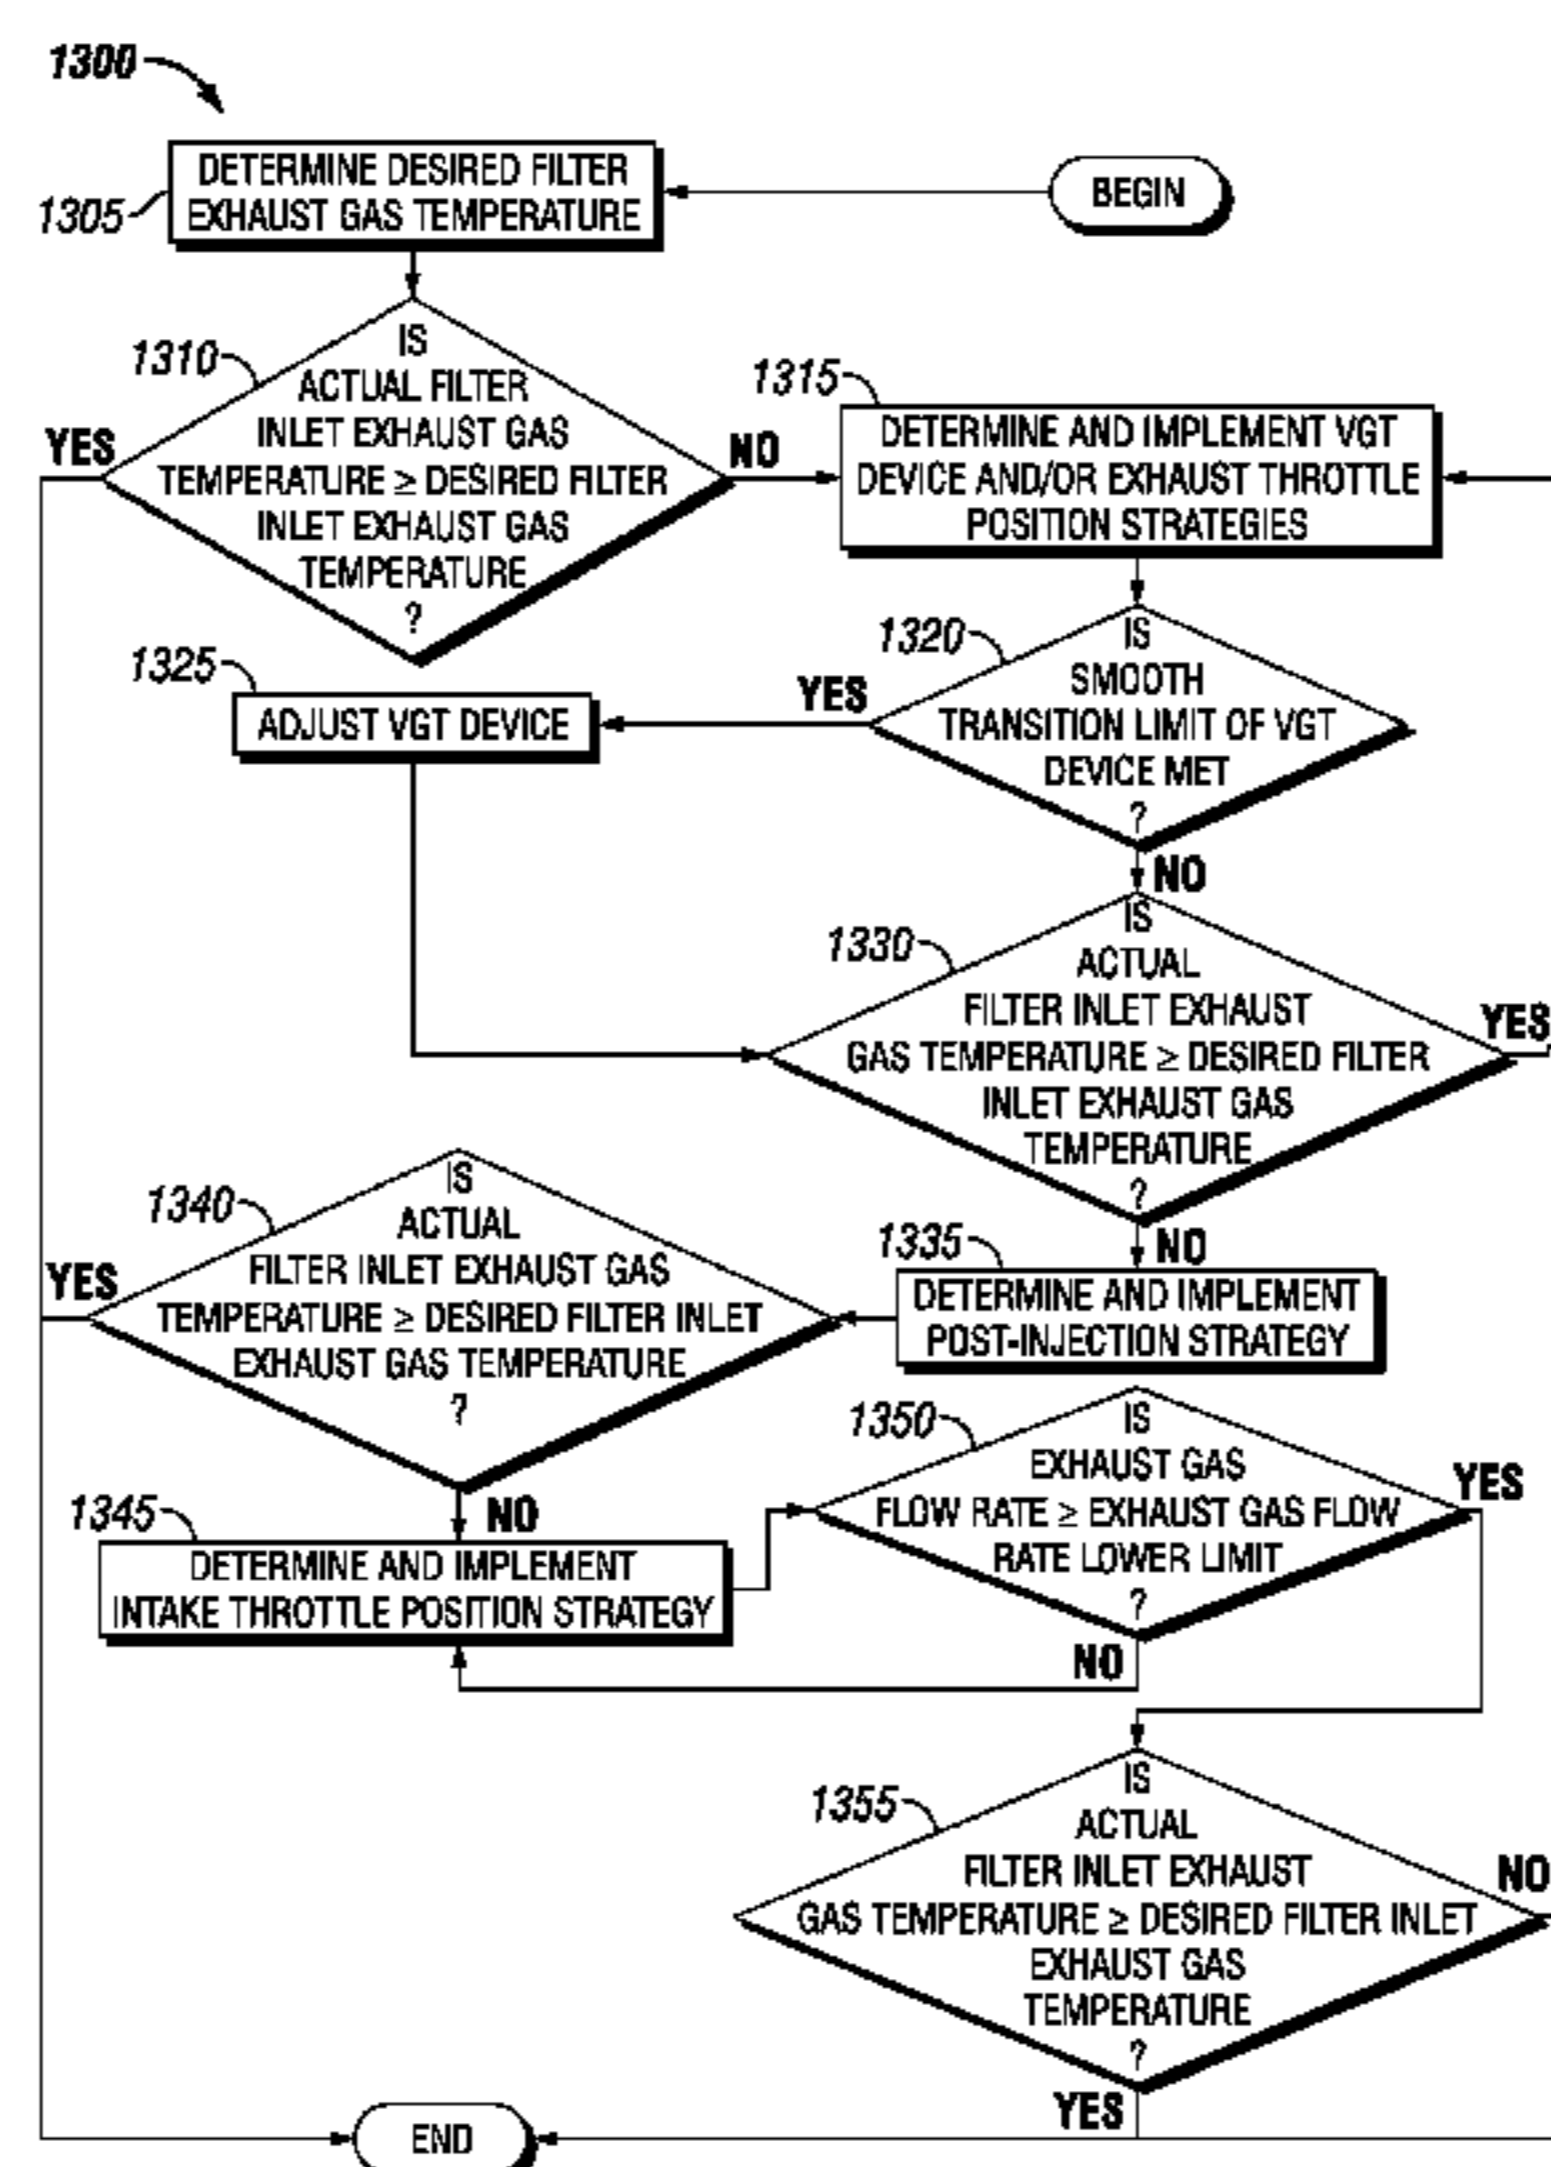 1300
DETERMINE DESIRED FILTER
EXHAUST GAS TEMPERATURE
1305
BEGIN
1310
IS
ACTUAL FILTER
INLET EXHAUST GAS
TEMPERATURE ≥ DESIRED FILTER
INLET EXHAUST GAS
TEMPERATURE
?
YES
NO
1315
DETERMINE AND IMPLEMENT VGT
DEVICE AND/OR EXHAUST THROTTLE
POSITION STRATEGIES
1320
IS
SMOOTH
TRANSITION LIMIT OF VGT
DEVICE MET
?
YES
NO
1325
ADJUST VGT DEVICE
1330
IS
ACTUAL
FILTER INLET EXHAUST
GAS TEMPERATURE ≥ DESIRED FILTER
INLET EXHAUST GAS
TEMPERATURE
?
YES
NO
1335
DETERMINE AND IMPLEMENT
POST-INJECTION STRATEGY
1340
IS
ACTUAL
FILTER INLET EXHAUST GAS
TEMPERATURE ≥ DESIRED FILTER INLET
EXHAUST GAS TEMPERATURE
?
YES
NO
1345
DETERMINE AND IMPLEMENT
INTAKE THROTTLE POSITION STRATEGY
1350
IS
EXHAUST GAS
FLOW RATE ≥ EXHAUST GAS FLOW
RATE LOWER LIMIT
?
YES
NO
1355
IS
ACTUAL
FILTER INLET EXHAUST
GAS TEMPERATURE ≥ DESIRED FILTER INLET
EXHAUST GAS
TEMPERATURE
?
NO
YES
END